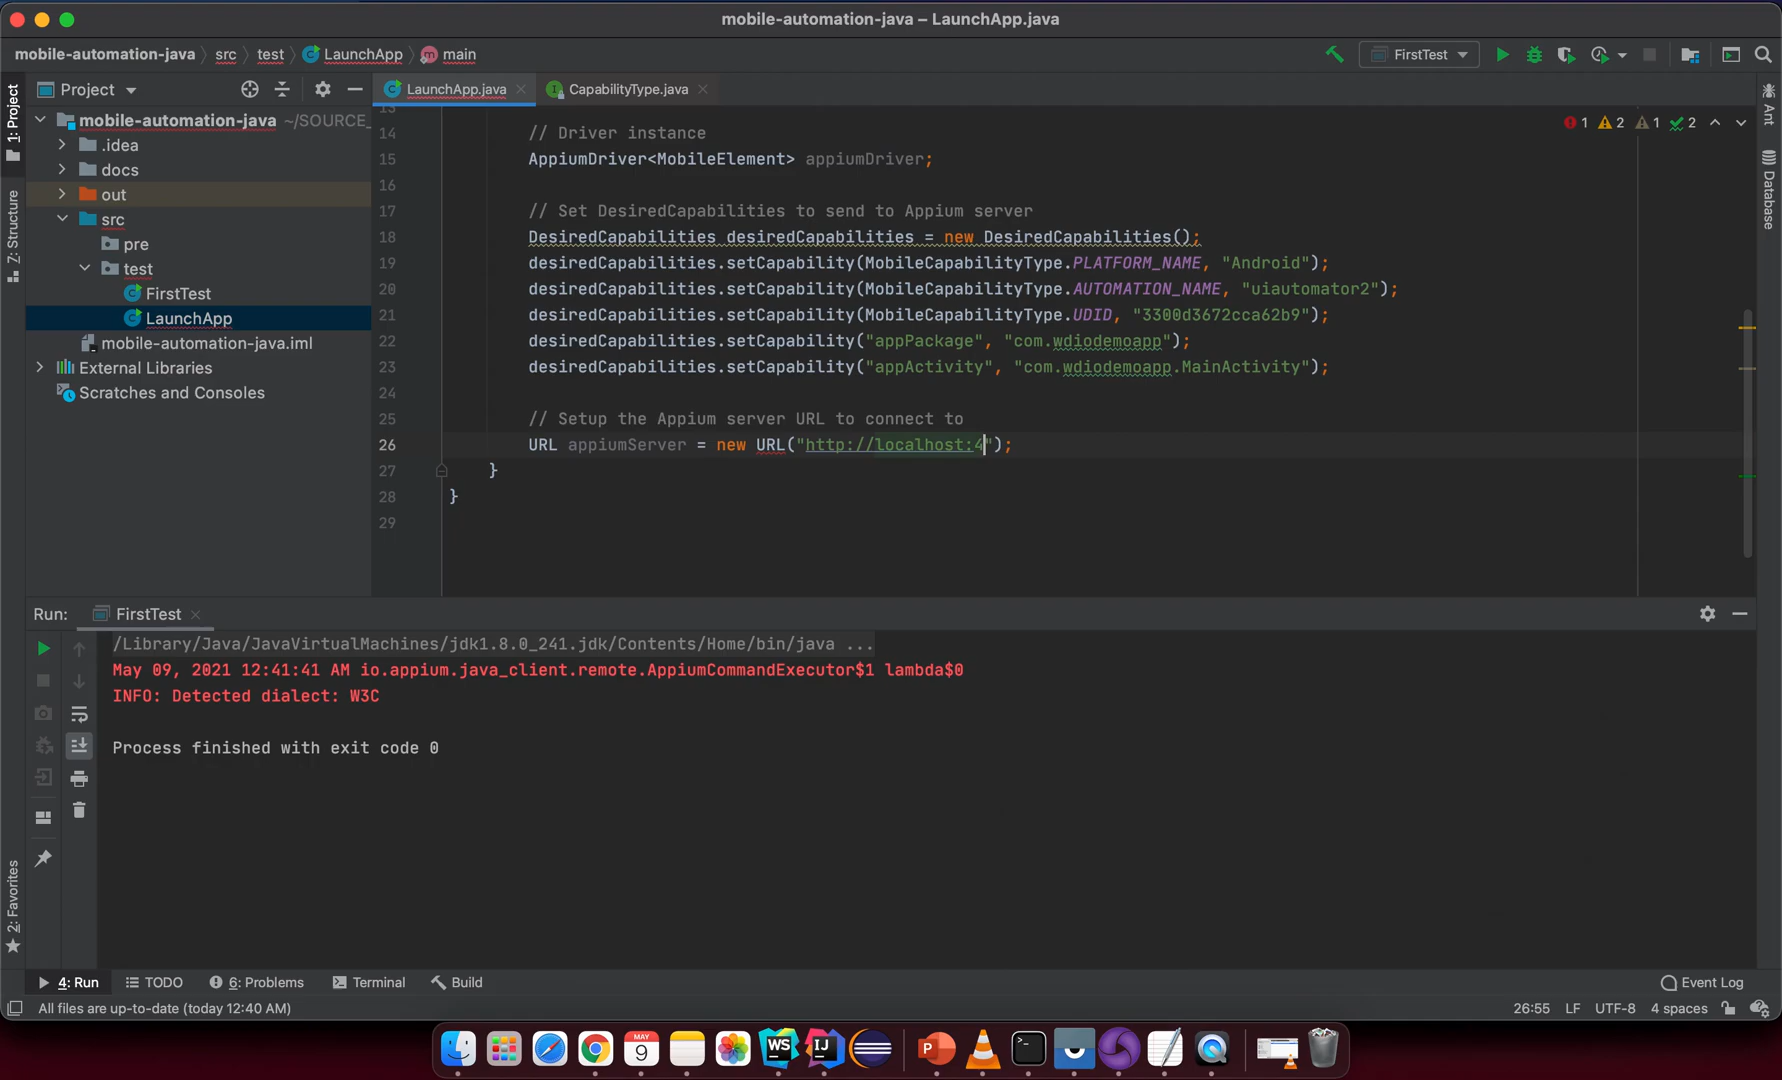 mobile-automation-java – LaunchApp.java
mobile-automation-java src test LaunchApp main FirstTest
Project LaunchApp.java CapabilityType.java
1: Project
Z: Structure
2: Favorites
Ant
Database
mobile-automation-java ~/SOURCE_
.idea
docs
out
src
pre
test
FirstTest
LaunchApp
mobile-automation-java.iml
External Libraries
Scratches and Consoles
1 2 1 2
13
14 // Driver instance
15 AppiumDriver<MobileElement> appiumDriver;
16
17 // Set DesiredCapabilities to send to Appium server
18 DesiredCapabilities desiredCapabilities = new DesiredCapabilities();
19 desiredCapabilities.setCapability(MobileCapabilityType.PLATFORM_NAME, "Android");
20 desiredCapabilities.setCapability(MobileCapabilityType.AUTOMATION_NAME, "uiautomator2");
21 desiredCapabilities.setCapability(MobileCapabilityType.UDID, "3300d3672cca62b9");
22 desiredCapabilities.setCapability("appPackage", "com.wdiodemoapp");
23 desiredCapabilities.setCapability("appActivity", "com.wdiodemoapp.MainActivity");
24
25 // Setup the Appium server URL to connect to
26 URL appiumServer = new URL("http://localhost:4");
27 }
28 }
29
Run: FirstTest
/Library/Java/JavaVirtualMachines/jdk1.8.0_241.jdk/Contents/Home/bin/java ...
May 09, 2021 12:41:41 AM io.appium.java_client.remote.AppiumCommandExecutor$1 lambda$0
INFO: Detected dialect: W3C
Process finished with exit code 0
4: Run TODO 6: Problems Terminal Build Event Log
All files are up-to-date (today 12:40 AM) 26:55 LF UTF-8 4 spaces
MAY
9
WS
IJ
P